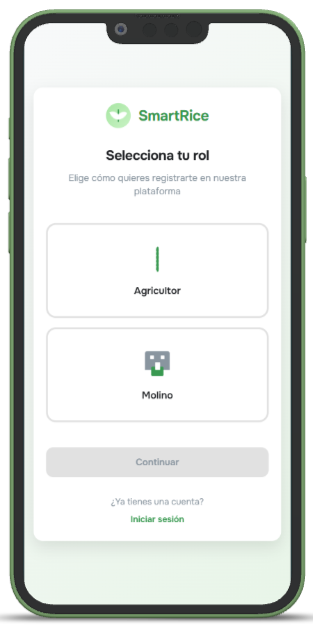 SmartRice
Selecciona tu rol
Elige cómo quieres registrarte en nuestra
plataforma
Agricultor
Molino
Continuar
¿Ya tienes una cuenta?
Iniciar sesión